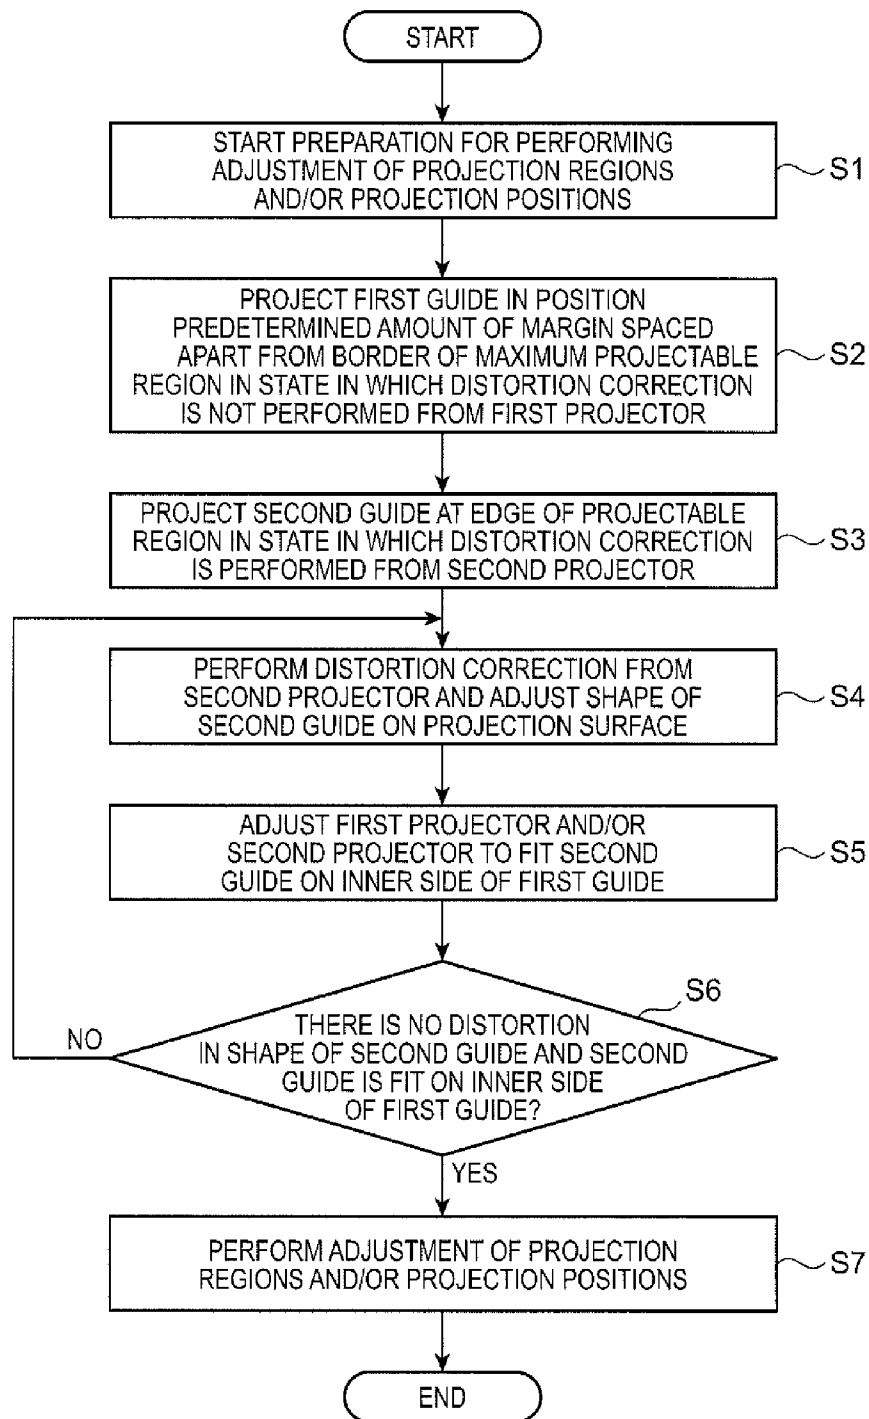 START
START PREPARATION FOR PERFORMING
ADJUSTMENT OF PROJECTION REGIONS
AND/OR PROJECTION POSITIONS
S1
PROJECT FIRST GUIDE IN POSITION
PREDETERMINED AMOUNT OF MARGIN SPACED
APART FROM BORDER OF MAXIMUM PROJECTABLE
REGION IN STATE IN WHICH DISTORTION CORRECTION
IS NOT PERFORMED FROM FIRST PROJECTOR
S2
PROJECT SECOND GUIDE AT EDGE OF PROJECTABLE
REGION IN STATE IN WHICH DISTORTION CORRECTION
IS PERFORMED FROM SECOND PROJECTOR
S3
PERFORM DISTORTION CORRECTION FROM
SECOND PROJECTOR AND ADJUST SHAPE OF
SECOND GUIDE ON PROJECTION SURFACE
S4
ADJUST FIRST PROJECTOR AND/OR
SECOND PROJECTOR TO FIT SECOND
GUIDE ON INNER SIDE OF FIRST GUIDE
S5
S6
NO
THERE IS NO DISTORTION
IN SHAPE OF SECOND GUIDE AND SECOND
GUIDE IS FIT ON INNER SIDE
OF FIRST GUIDE?
YES
PERFORM ADJUSTMENT OF PROJECTION
REGIONS AND/OR PROJECTION POSITIONS
S7
END